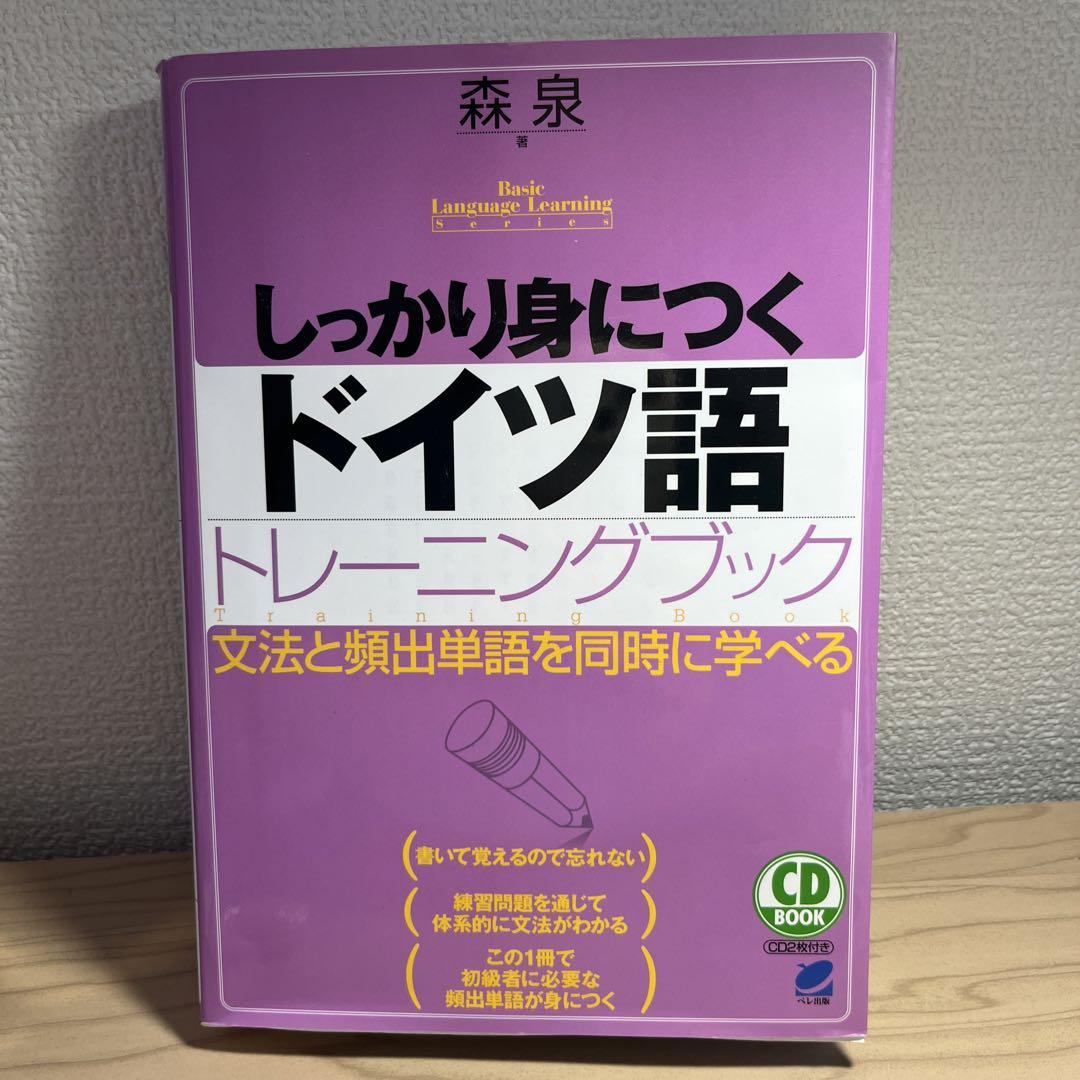 森 泉
著
Basic
Language Learning
Series
しっかり身につく
ドイツ語
トレーニングブック
Training Book
文法と頻出単語を同時に学べる
(書いて覚えるので忘れない)
(練習問題を通じて
体系的に文法がわかる)
(この1冊で
初級者に必要な
頻出単語が身につく)
CD
BOOK
CD2枚付き
ベレ出版